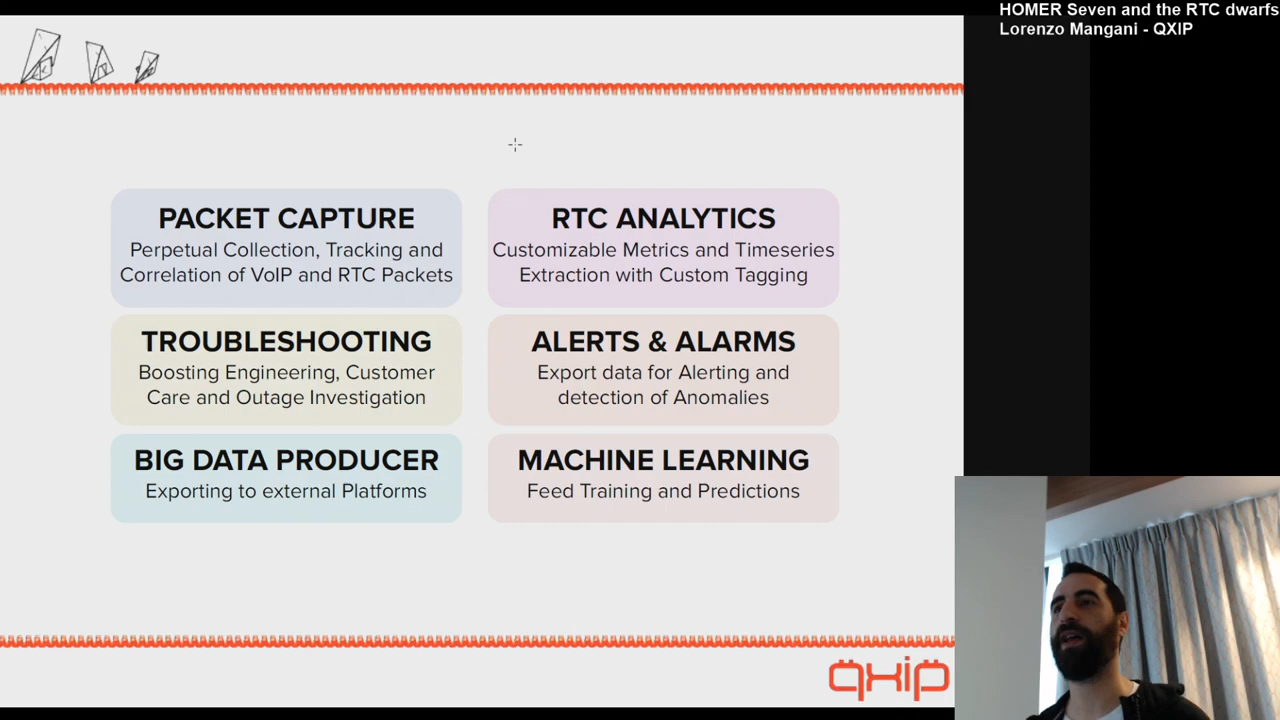 HOMER Seven and the RTC dwarfs
Lorenzo Mangani - QXIP
PACKET CAPTURE
Perpetual Collection, Tracking and
Correlation of VoIP and RTC Packets
RTC ANALYTICS
Customizable Metrics and Timeseries
Extraction with Custom Tagging
TROUBLESHOOTING
Boosting Engineering, Customer
Care and Outage Investigation
ALERTS & ALARMS
Export data for Alerting and
detection of Anomalies
BIG DATA PRODUCER
Exporting to external Platforms
MACHINE LEARNING
Feed Training and Predictions
qxip